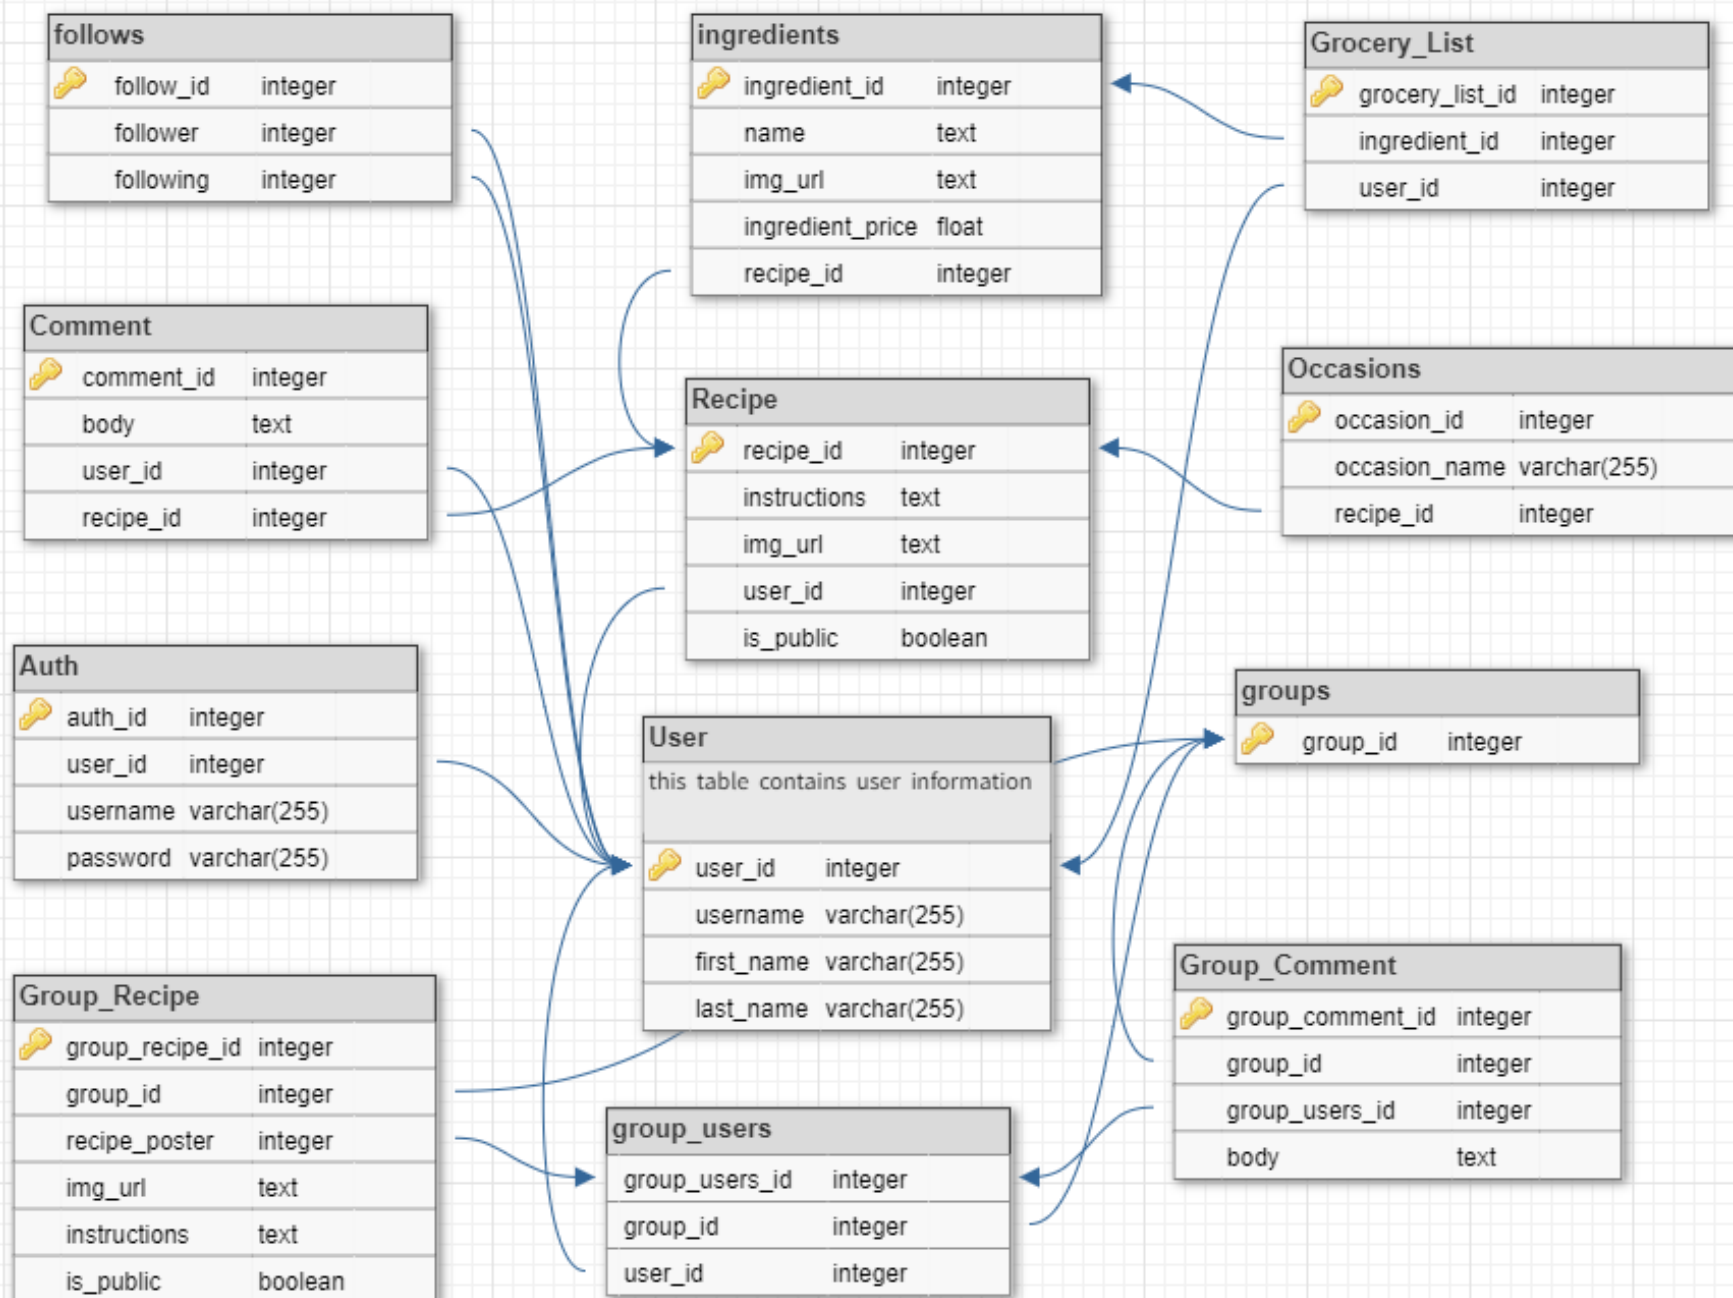 follows
follow_id integer
follower integer
following integer
ingredients
ingredient_id integer
name text
img_url text
ingredient_price float
recipe_id integer
Grocery_List
grocery_list_id integer
ingredient_id integer
user_id integer
Comment
comment_id integer
body text
user_id integer
recipe_id integer
Recipe
recipe_id integer
instructions text
img_url text
user_id integer
is_public boolean
Occasions
occasion_id integer
occasion_name varchar(255)
recipe_id integer
Auth
auth_id integer
user_id integer
username varchar(255)
password varchar(255)
User
this table contains user information
user_id integer
username varchar(255)
first_name varchar(255)
last_name varchar(255)
groups
group_id integer
Group_Recipe
group_recipe_id integer
group_id integer
recipe_poster integer
img_url text
instructions text
is_public boolean
group_users
group_users_id integer
group_id integer
user_id integer
Group_Comment
group_comment_id integer
group_id integer
group_users_id integer
body text